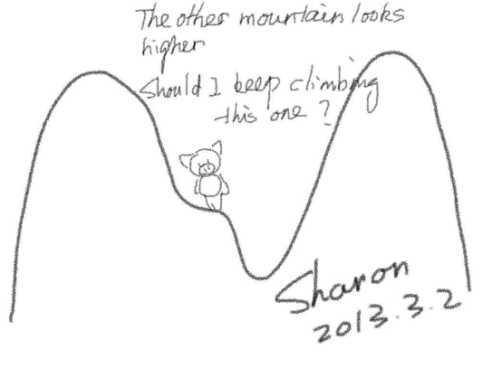 The other mountain looks
higher
Should I keep climbing
this one ?
Sharon
2013.3.2